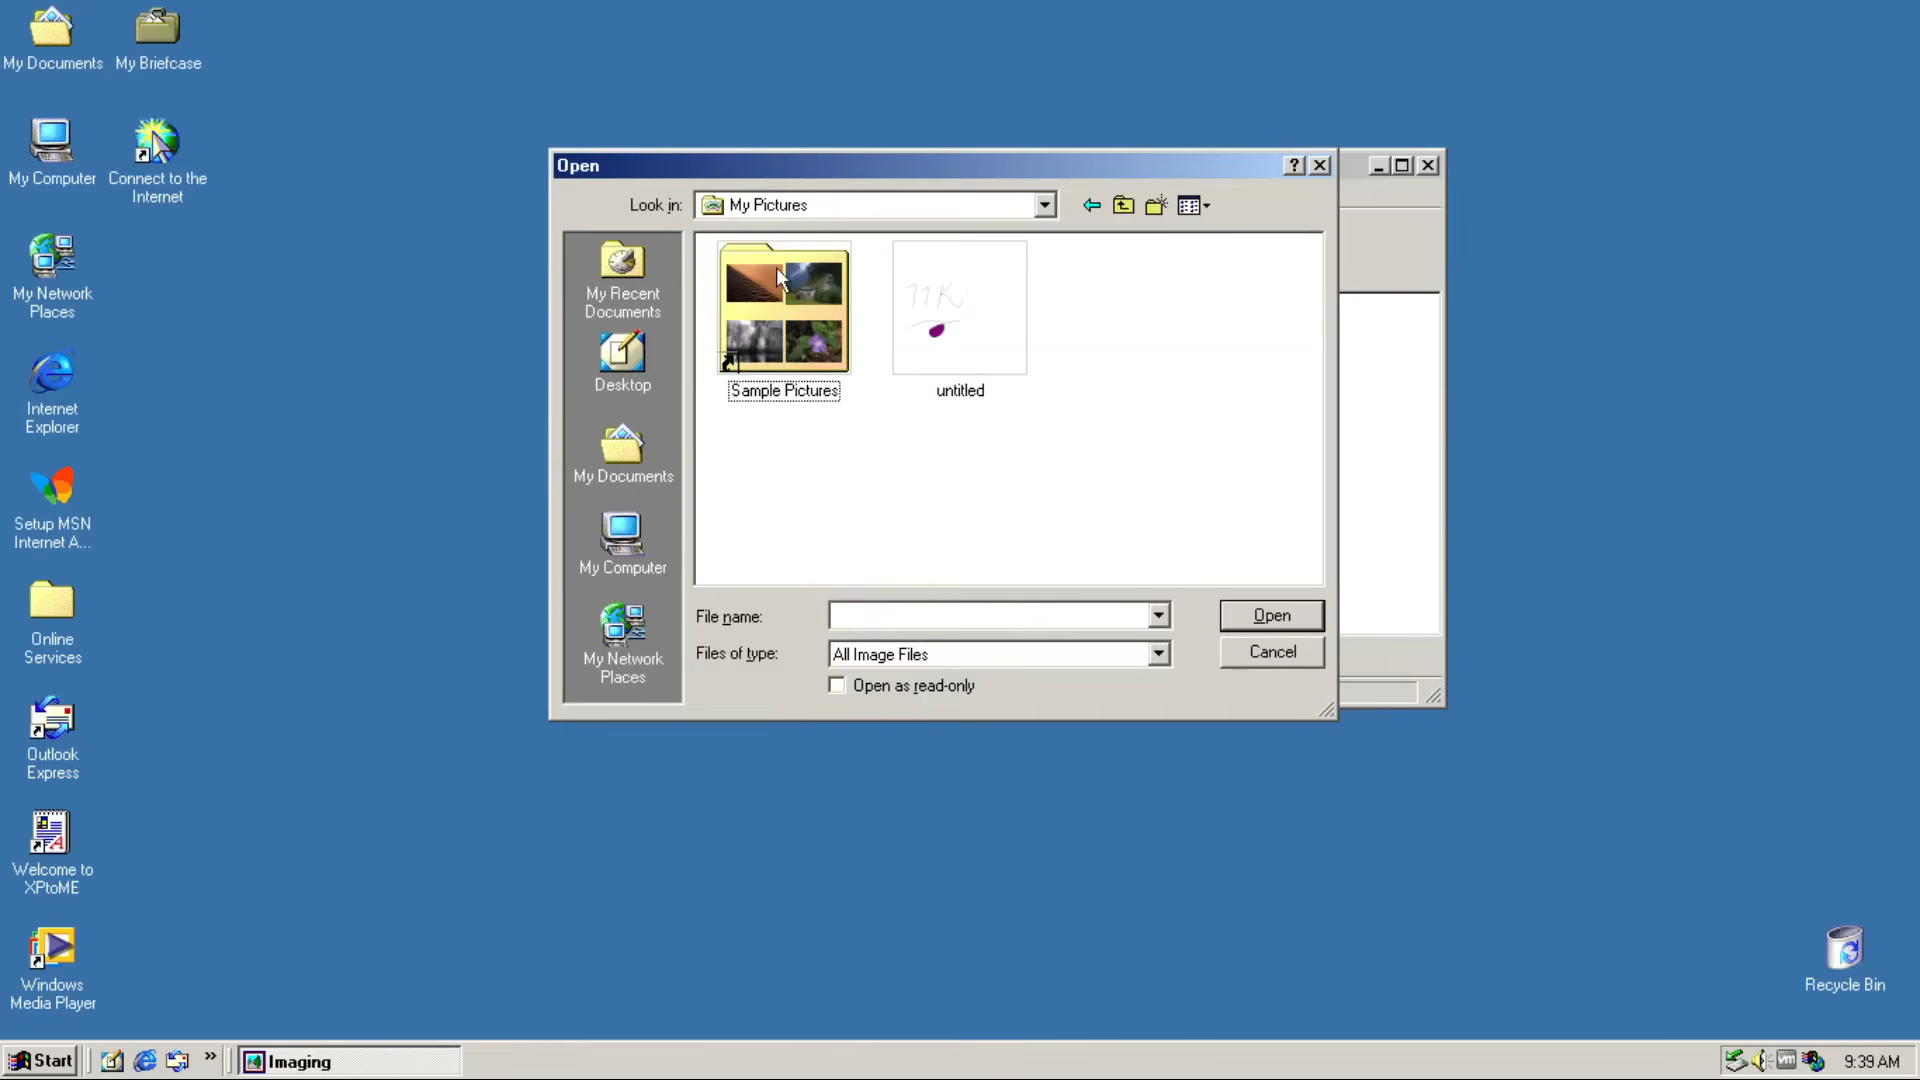 My Documents
My Briefcase
My Computer
Connect to the
Internet
My Network
Places
Internet
Explorer
Setup MSN
Internet A...
Online
Services
Outlook
Express
Welcome to
XPtoME
Windows
Media Player
Open
?
Look in:
My Pictures
My Recent
Documents
Desktop
My Documents
My Computer
My Network
Places
Sample Pictures
11K
untitled
File name:
Open
Files of type:
All Image Files
Cancel
Open as read-only
Recycle Bin
Start
»
Imaging
vm
9:39 AM